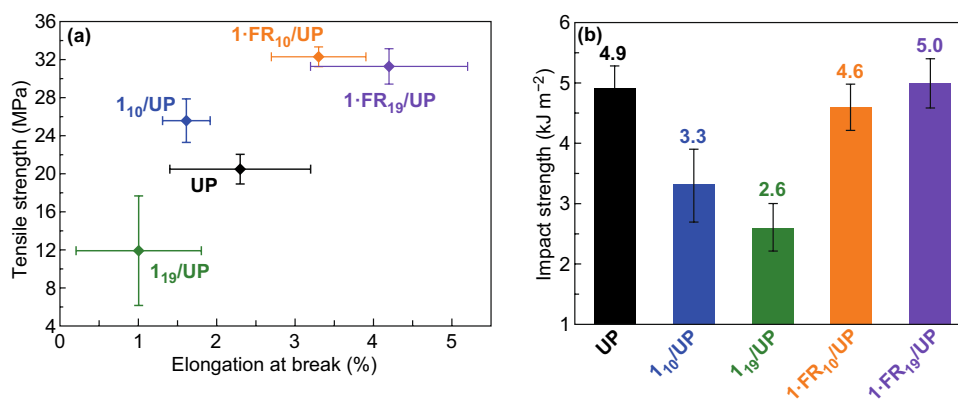 (a)
1·FR₁₀/UP
1·FR₁₉/UP
1₁₀/UP
UP
1₁₉/UP
Tensile strength (MPa)
36
32
28
24
20
16
12
8
4
0 1 2 3 4 5
Elongation at break (%)
(b)
4.9
3.3
2.6
4.6
5.0
Impact strength (kJ m⁻²)
6
5
4
3
2
1
UP
1₁₀/UP
1₁₉/UP
1·FR₁₀/UP
1·FR₁₉/UP